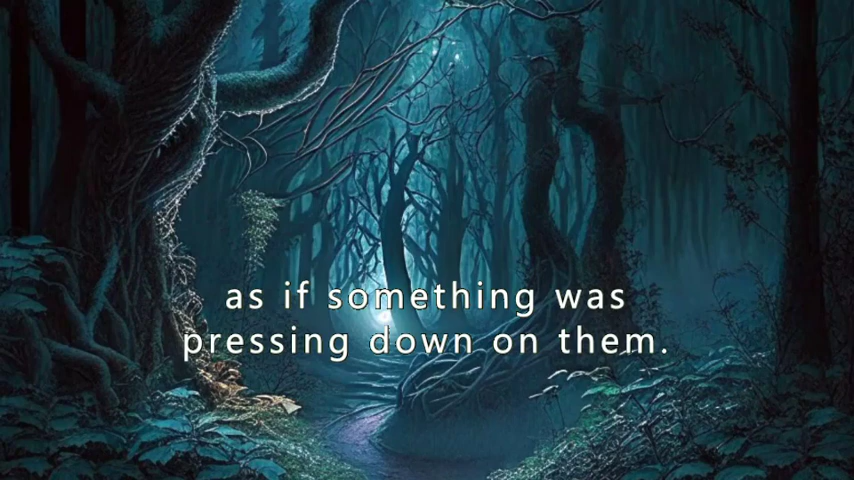 as if something was
pressing down on them.